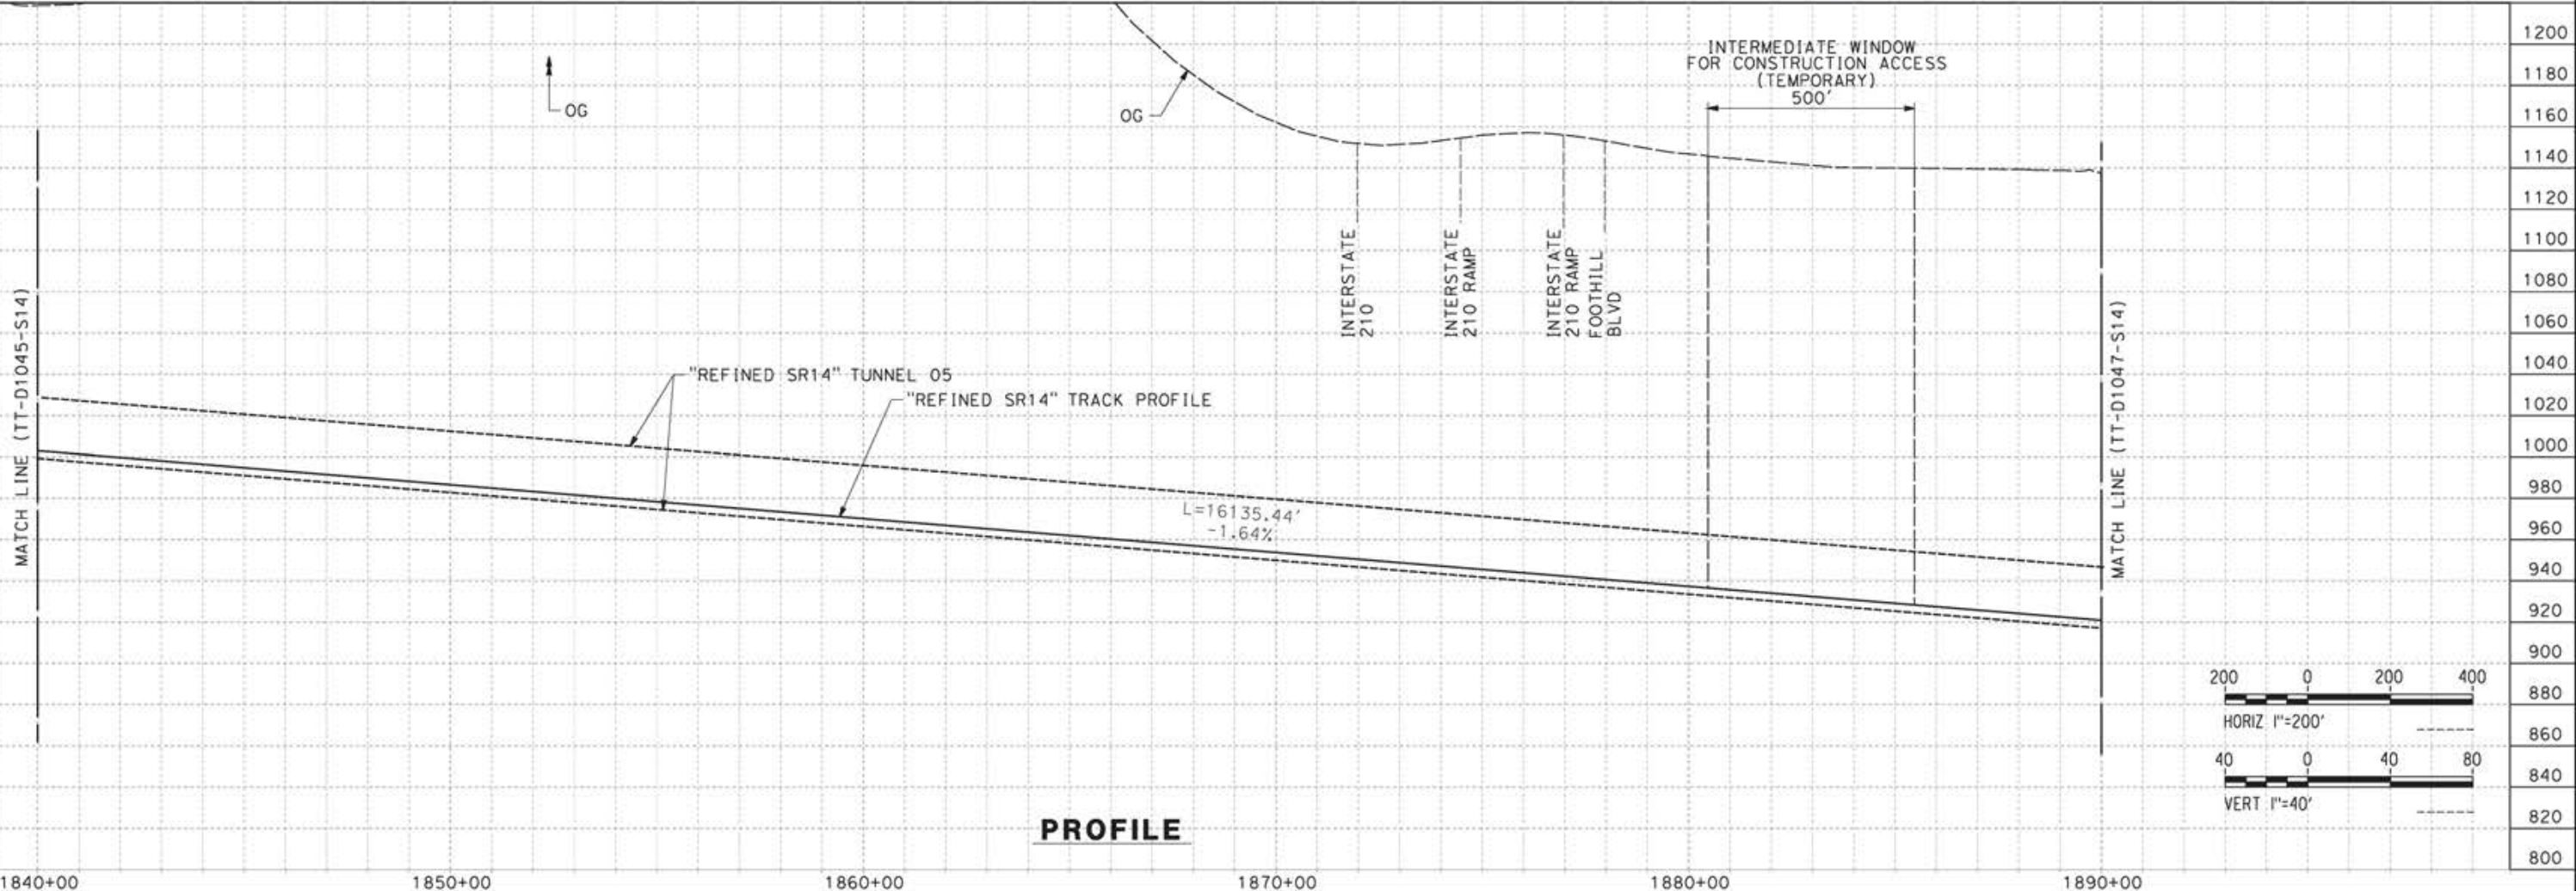 INTERMEDIATE WINDOW
FOR CONSTRUCTION ACCESS
(TEMPORARY)
500'
OG
OG
INTERSTATE
210
INTERSTATE
210 RAMP
INTERSTATE
210 RAMP
FOOTHILL
BLVD
MATCH LINE (TT-D1045-S14)
MATCH LINE (TT-D1047-S14)
"REFINED SR14" TUNNEL 05
"REFINED SR14" TRACK PROFILE
L=16135.44'
-1.64%
1200
1180
1160
1140
1120
1100
1080
1060
1040
1020
1000
980
960
940
920
900
880
860
840
820
800
200 0 200 400
HORIZ 1"=200'
40 0 40 80
VERT 1"=40'
PROFILE
1840+00 1850+00 1860+00 1870+00 1880+00 1890+00